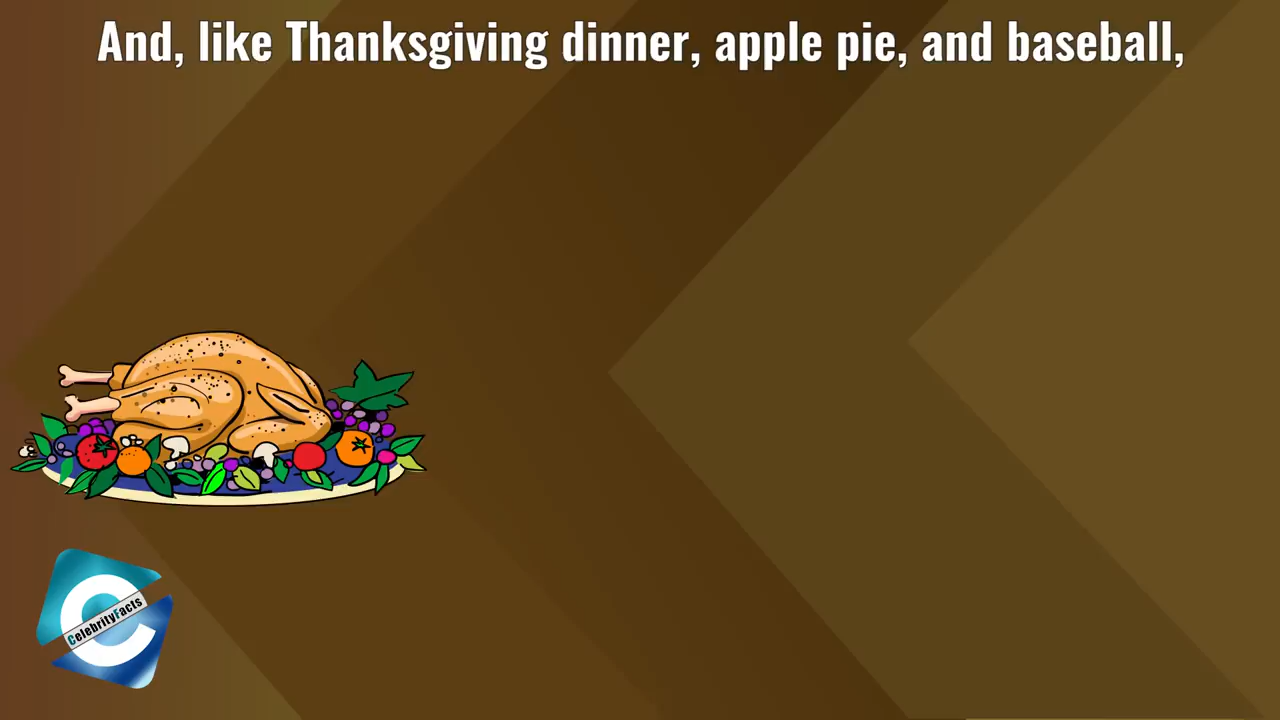 And, like Thanksgiving dinner, apple pie, and baseball,
CelebrityFacts